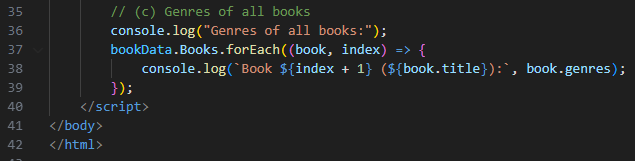 35 // (c) Genres of all books
36 console.log("Genres of all books:");
37 bookData.Books.forEach((book, index) => {
38 console.log(`Book ${index + 1} (${book.title}):`, book.genres);
39 });
40 </script>
41 </body>
42 </html>